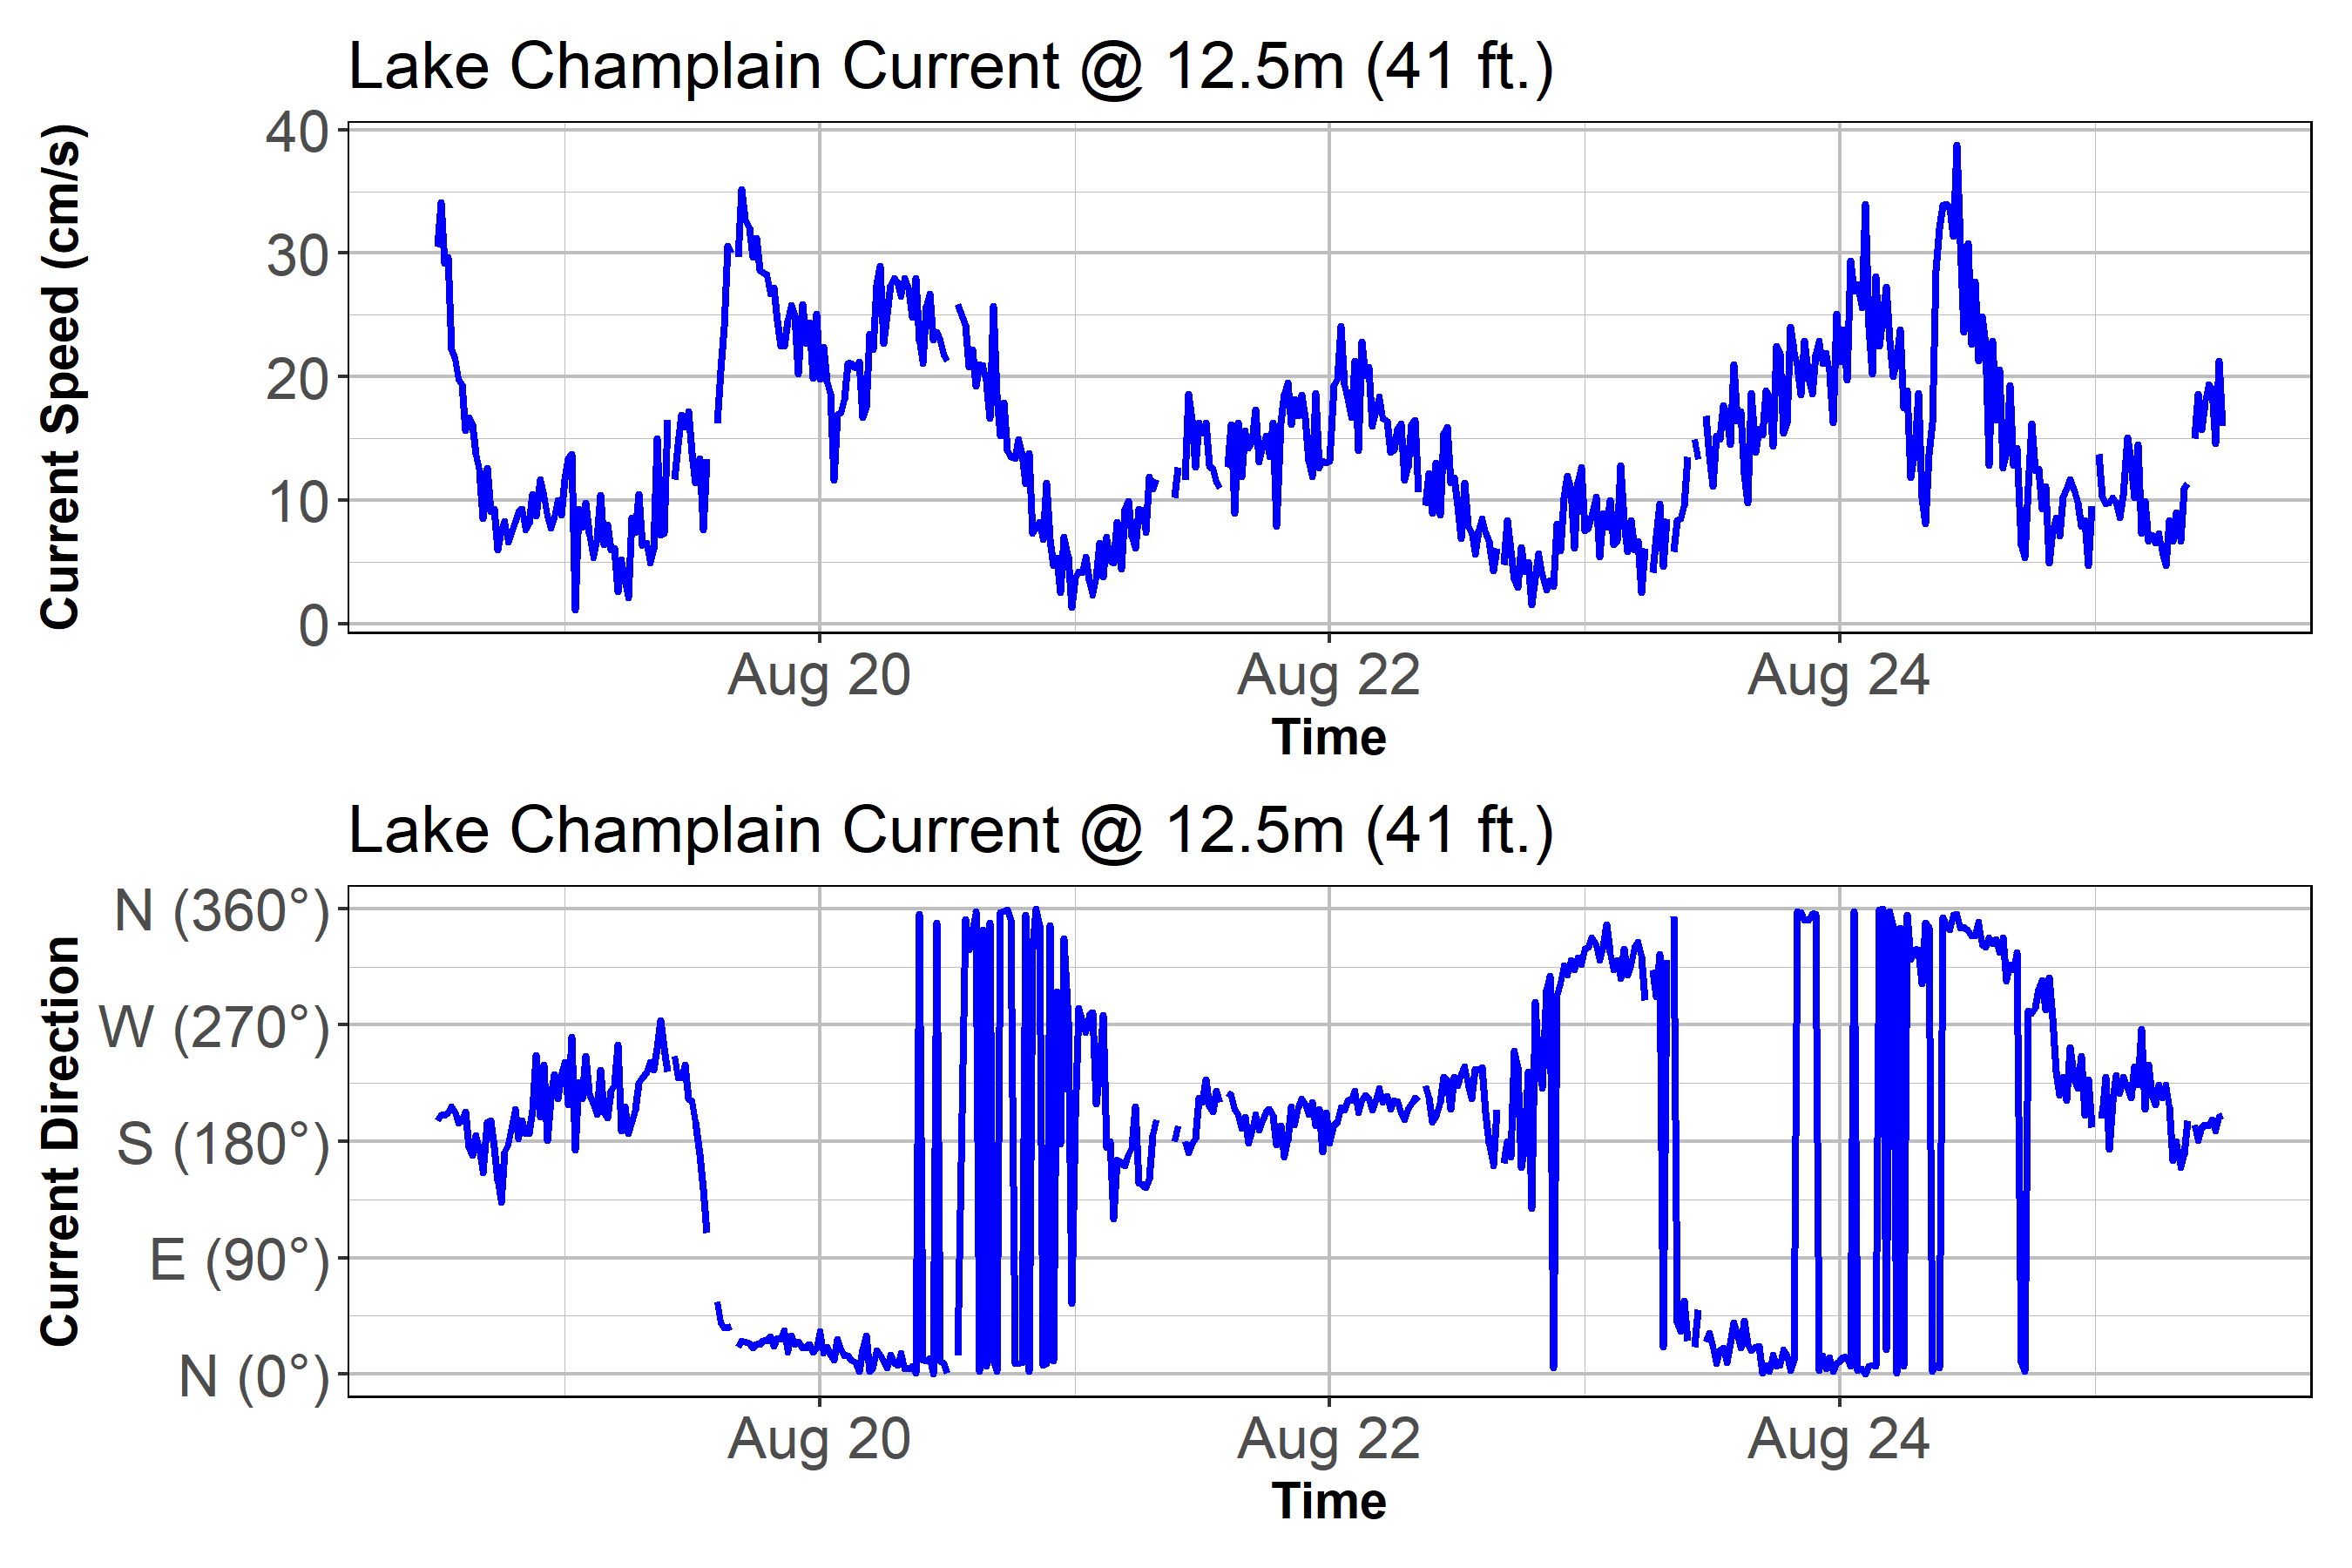 Lake Champlain Current @ 12.5m (41 ft.)
Current Speed (cm/s)
40
30
20
10
0
Aug 20 Aug 22 Aug 24
Time
Lake Champlain Current @ 12.5m (41 ft.)
Current Direction
N (360°)
W (270°)
S (180°)
E (90°)
N (0°)
Aug 20 Aug 22 Aug 24
Time